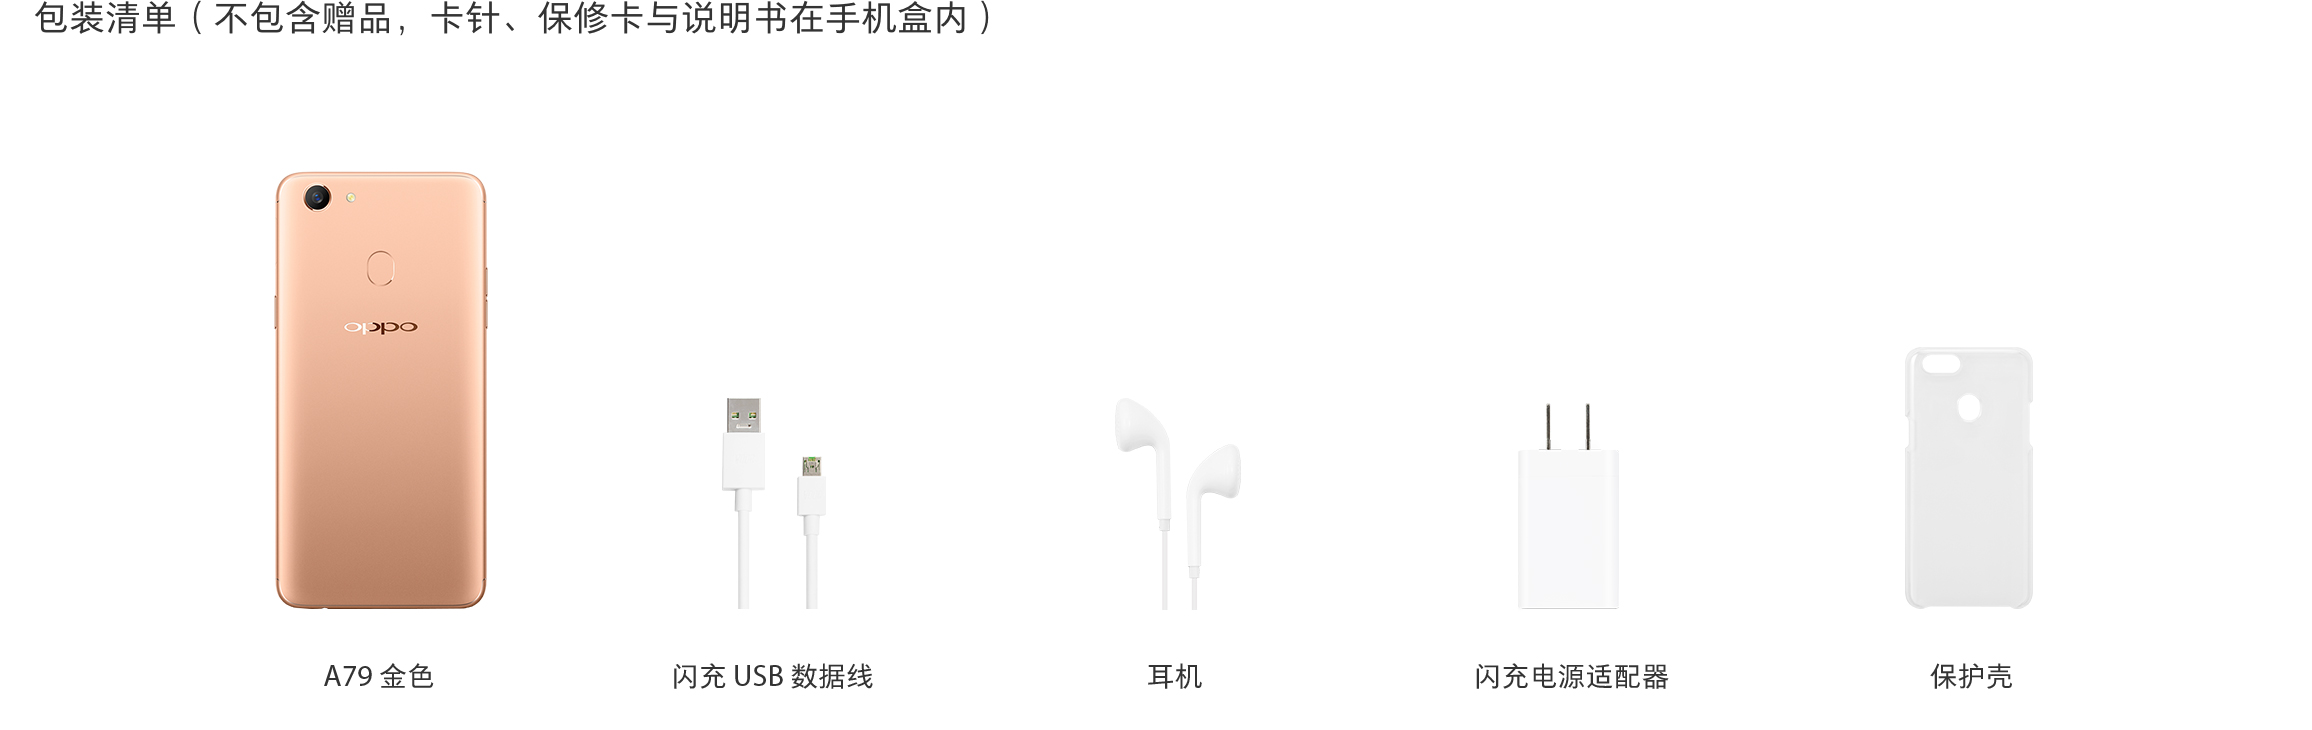 包装清单（不包含赠品，卡针、保修卡与说明书在手机盒内）
oppo
A79 金色
闪充 USB 数据线
耳机
闪充电源适配器
保护壳